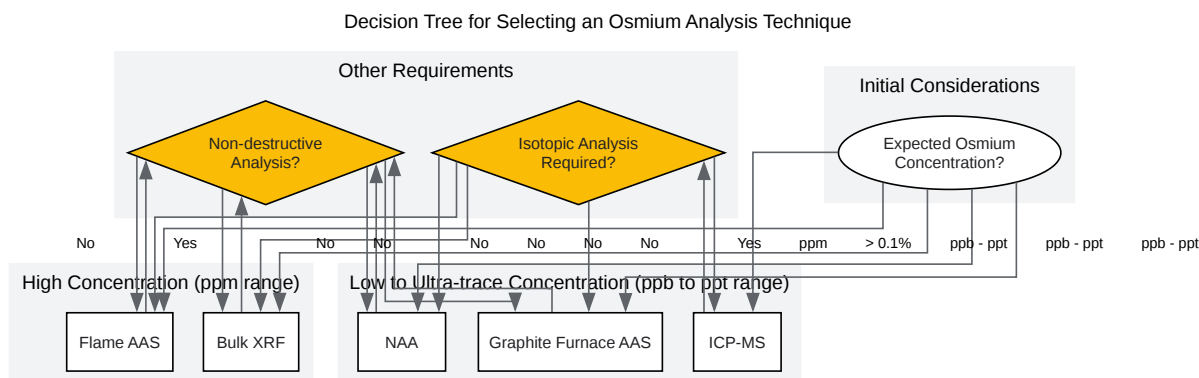 Decision Tree for Selecting an Osmium Analysis Technique
Other Requirements
Initial Considerations
Non-destructive
Analysis?
Isotopic Analysis
Required?
Expected Osmium
Concentration?
No
Yes
No
No
No
No
No
No
Yes
ppm
> 0.1%
ppb - ppt
ppb - ppt
ppb - ppt
High Concentration (ppm range)
Low to Ultra-trace Concentration (ppb to ppt range)
Flame AAS
Bulk XRF
NAA
Graphite Furnace AAS
ICP-MS